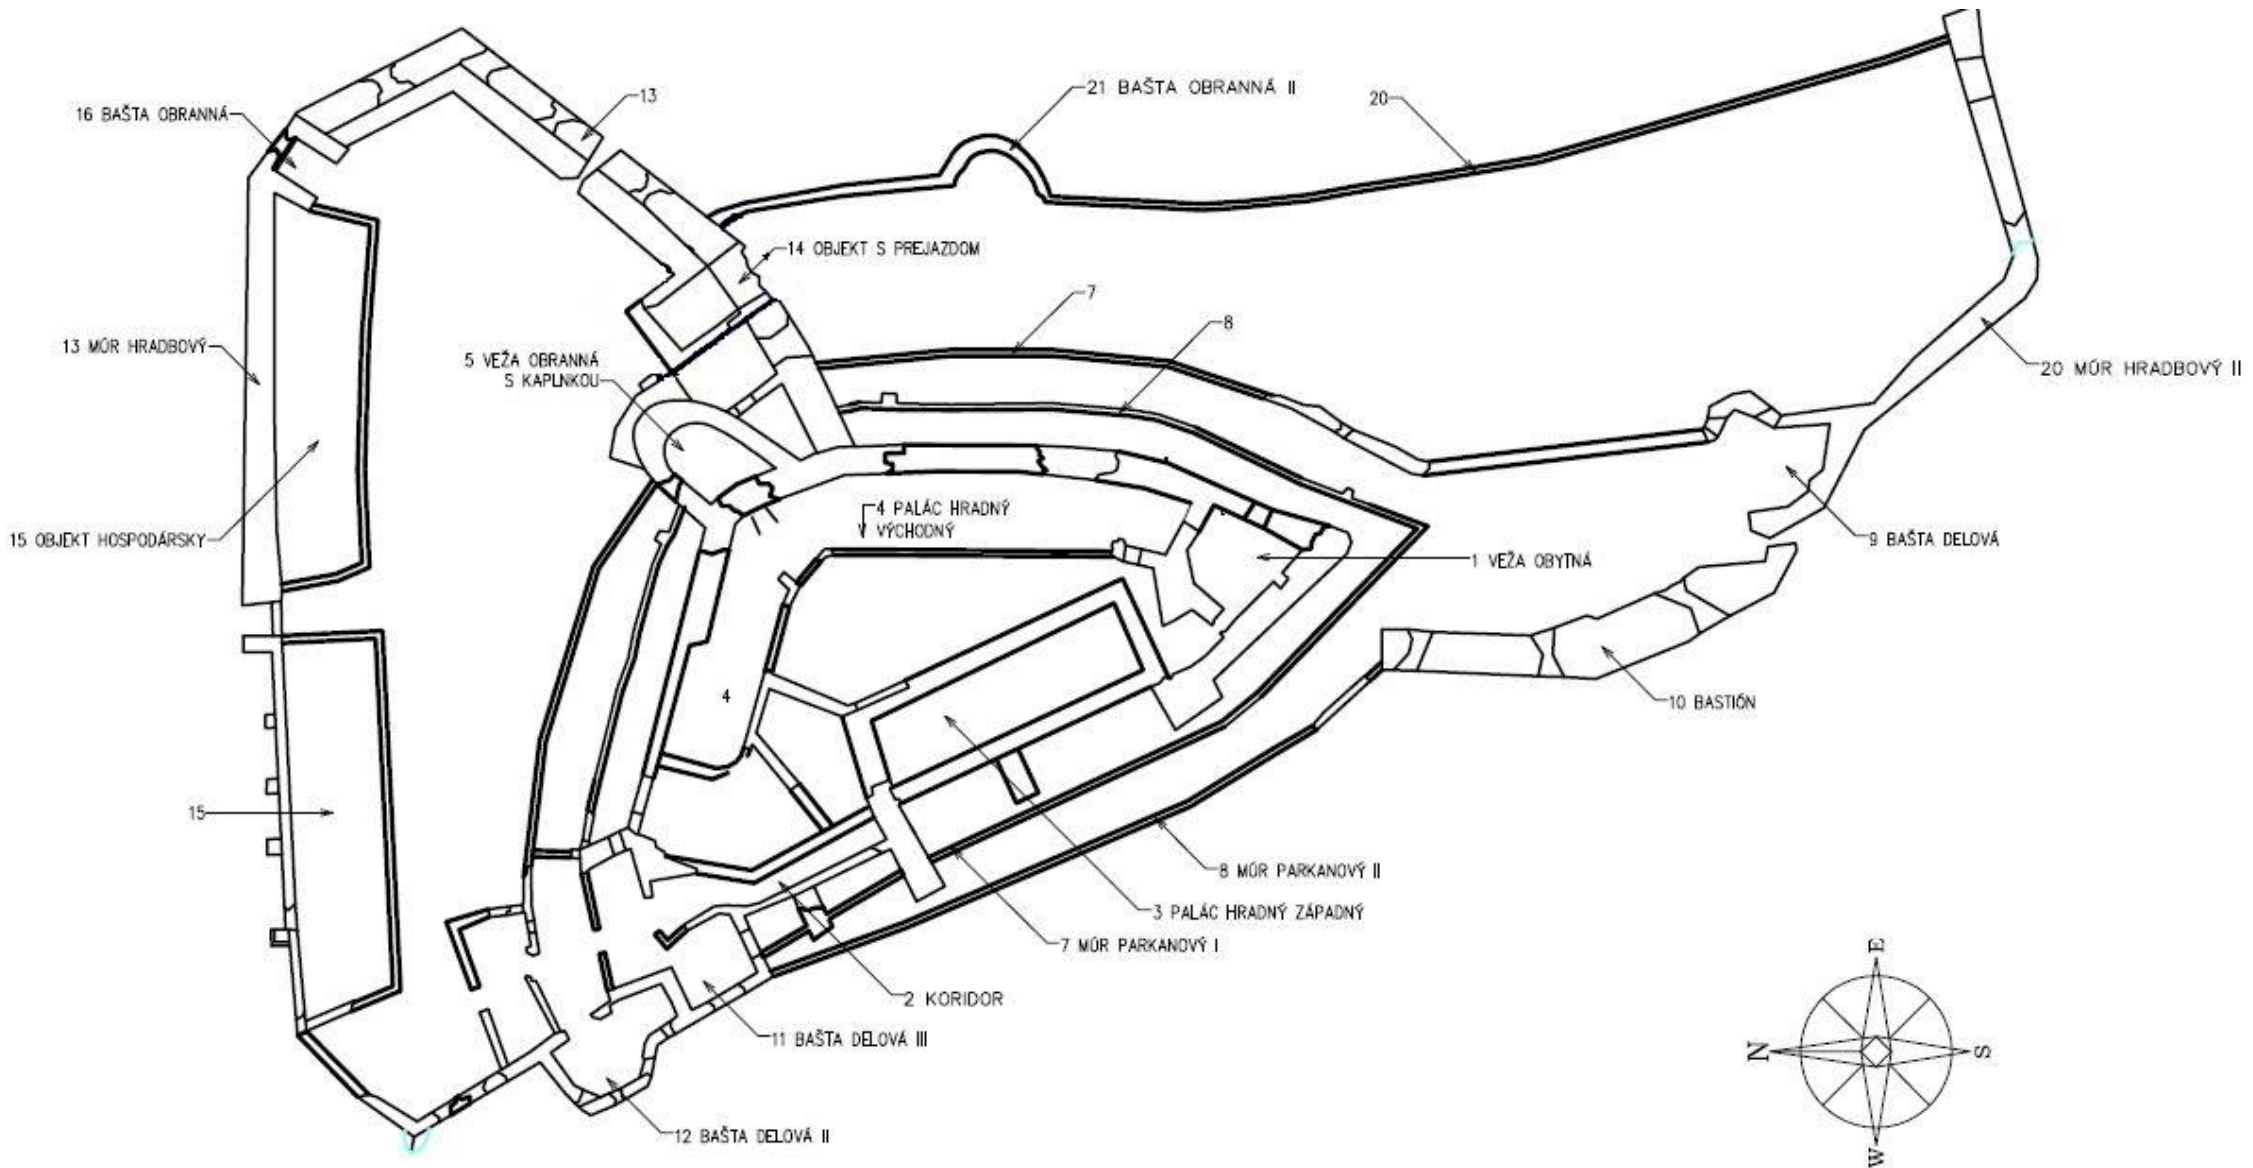 21 BAŠTA OBRANNÁ II
20
13
16 BAŠTA OBRANNÁ
14 OBJEKT S PREJAZDOM
7
8
13 MÚR HRADBOVÝ
5 VEŽA OBRANNÁ
S KAPLNKOU
20 MÚR HRADBOVÝ II
4 PALÁC HRADNÝ
VÝCHODNÝ
15 OBJEKT HOSPODÁRSKY
9 BAŠTA DELOVÁ
1 VEŽA OBYTNÁ
4
10 BASTIÓN
15
8 MÚR PARKANOVÝ II
3 PALÁC HRADNÝ ZÁPADNÝ
7 MÚR PARKANOVÝ I
2 KORIDOR
11 BAŠTA DELOVÁ III
12 BAŠTA DELOVÁ II
E
N
S
W